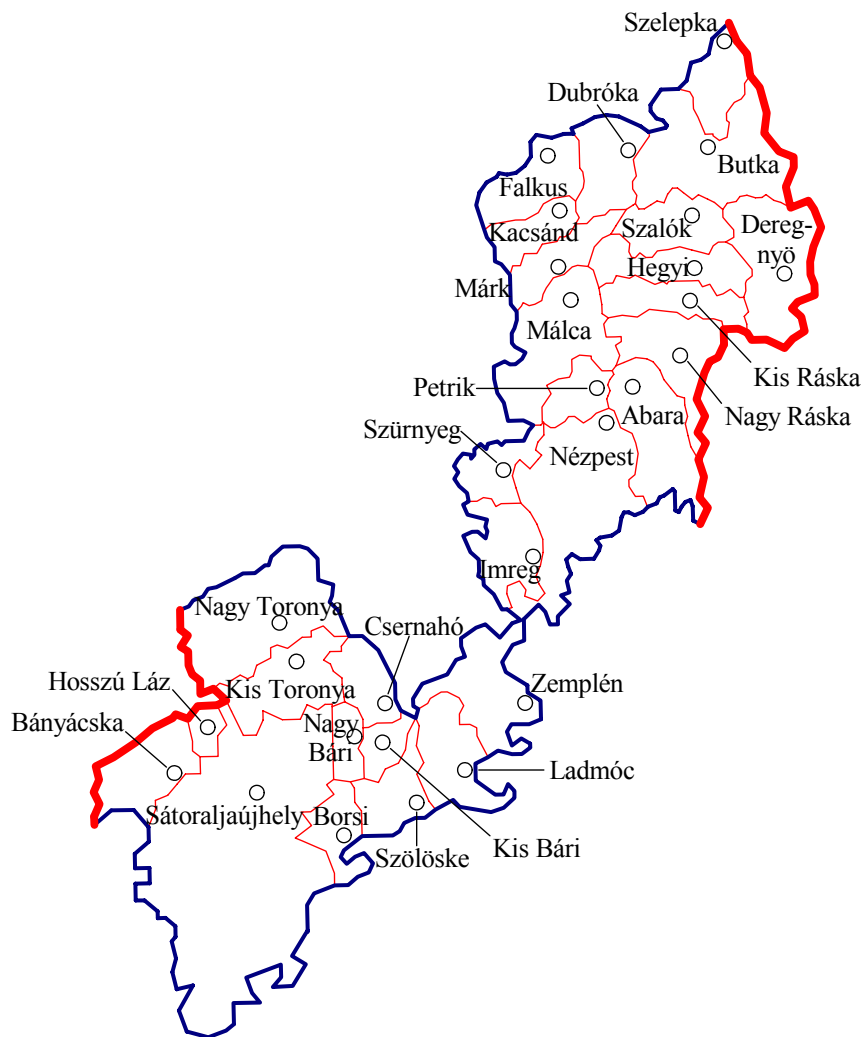 Szelepka
Dubróka
Butka
Falkus
Kacsánd
Szalók
Dereg-
nyö
Hegyi
Márk
Málca
Kis Ráska
Petrik
Abara
Nagy Ráska
Szürnyeg
Nézpest
Imreg
Nagy Toronya
Csernahó
Hosszú Láz
Kis Toronya
Zemplén
Bányácska
Nagy
Bári
Ladmóc
Sátoraljaújhely
Borsi
Szölöske
Kis Bári